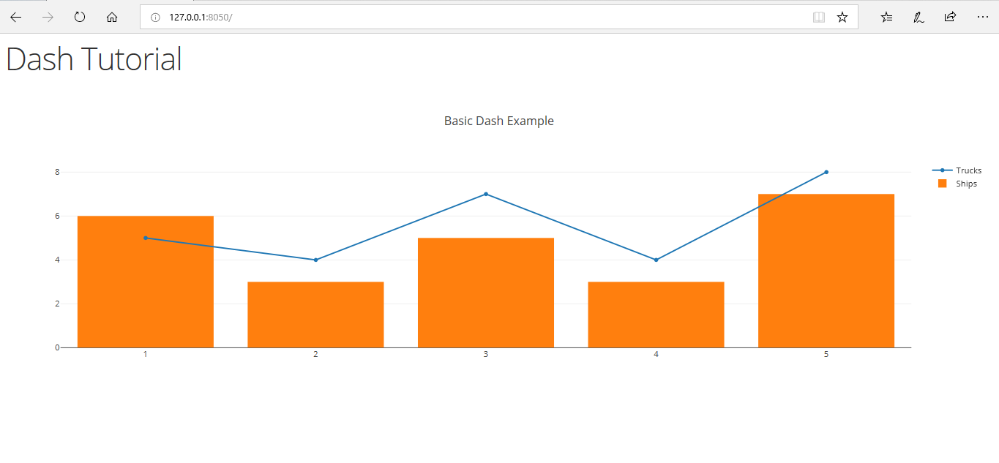 127.0.0.1:8050/
Dash Tutorial
Basic Dash Example
8
6
4
2
0
1 2 3 4 5
Trucks
Ships